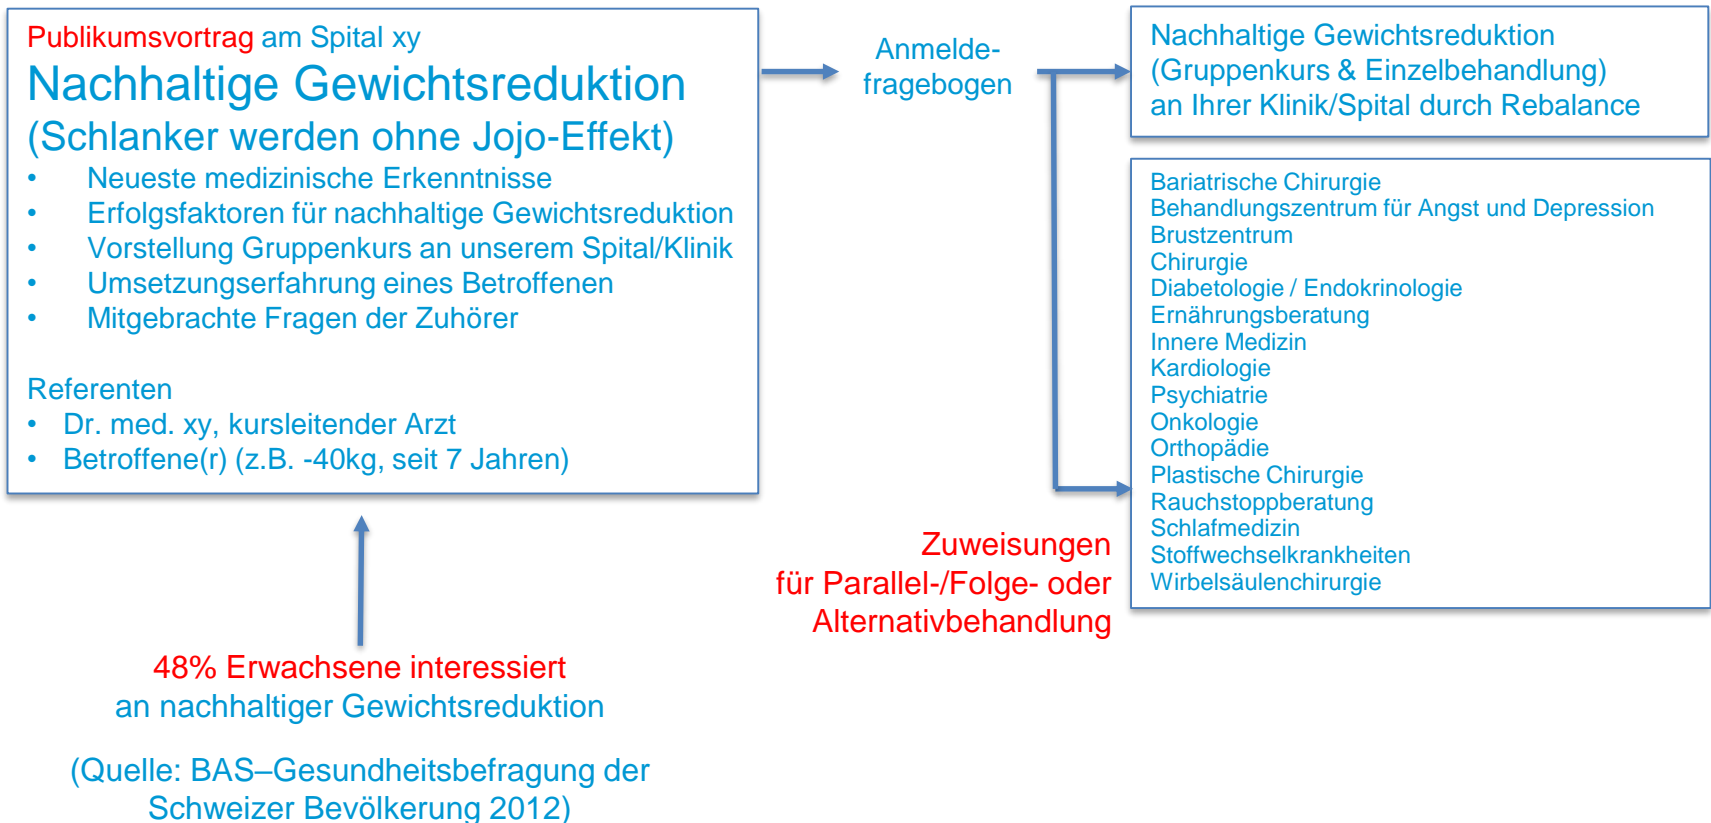 Publikumsvortrag am Spital xy
Nachhaltige Gewichtsreduktion
(Schlanker werden ohne Jojo-Effekt)
• Neueste medizinische Erkenntnisse
• Erfolgsfaktoren für nachhaltige Gewichtsreduktion
• Vorstellung Gruppenkurs an unserem Spital/Klinik
• Umsetzungserfahrung eines Betroffenen
• Mitgebrachte Fragen der Zuhörer
Referenten
• Dr. med. xy, kursleitender Arzt
• Betroffene(r) (z.B. -40kg, seit 7 Jahren)
48% Erwachsene interessiert
an nachhaltiger Gewichtsreduktion
(Quelle: BAS–Gesundheitsbefragung der
Schweizer Bevölkerung 2012)
Anmelde-
fragebogen
Nachhaltige Gewichtsreduktion
(Gruppenkurs & Einzelbehandlung)
an Ihrer Klinik/Spital durch Rebalance
Zuweisungen
für Parallel-/Folge- oder
Alternativbehandlung
Bariatrische Chirurgie
Behandlungszentrum für Angst und Depression
Brustzentrum
Chirurgie
Diabetologie / Endokrinologie
Ernährungsberatung
Innere Medizin
Kardiologie
Psychiatrie
Onkologie
Orthopädie
Plastische Chirurgie
Rauchstoppberatung
Schlafmedizin
Stoffwechselkrankheiten
Wirbelsäulenchirurgie